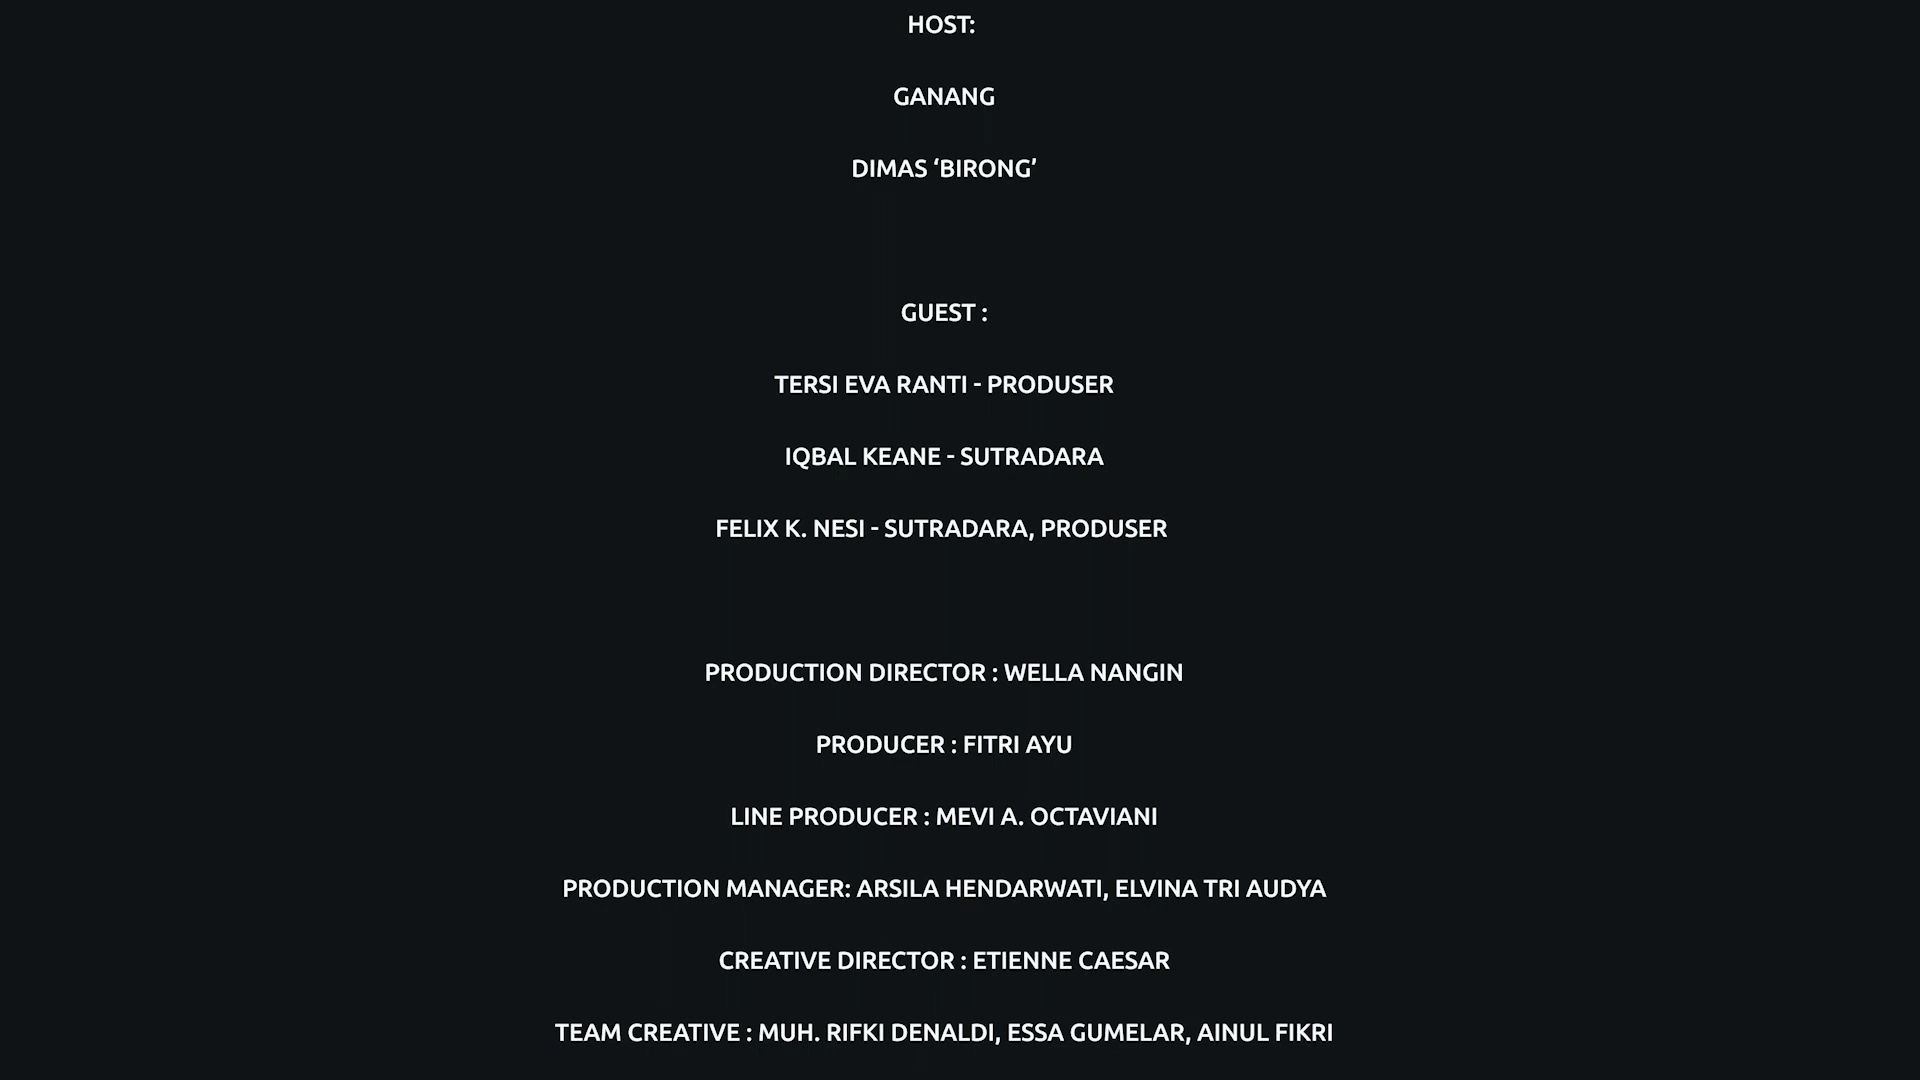 HOST:
GANANG
DIMAS ‘BIRONG’
GUEST :
TERSI EVA RANTI - PRODUSER
IQBAL KEANE - SUTRADARA
FELIX K. NESI - SUTRADARA, PRODUSER
PRODUCTION DIRECTOR : WELLA NANGIN
PRODUCER : FITRI AYU
LINE PRODUCER : MEVI A. OCTAVIANI
PRODUCTION MANAGER: ARSILA HENDARWATI, ELVINA TRI AUDYA
CREATIVE DIRECTOR : ETIENNE CAESAR
TEAM CREATIVE : MUH. RIFKI DENALDI, ESSA GUMELAR, AINUL FIKRI